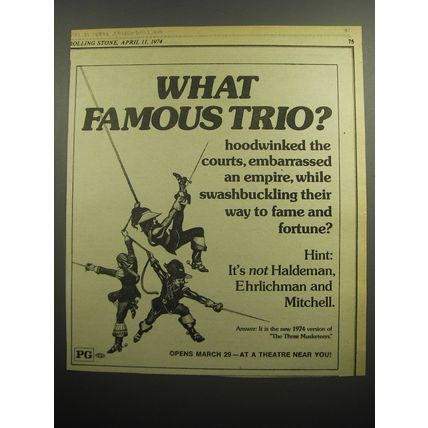 ROLLING STONE, APRIL 11, 1974 75
WHAT
FAMOUS TRIO?
hoodwinked the
courts, embarrassed
an empire, while
swashbuckling their
way to fame and
fortune?
Hint:
It's not Haldeman,
Ehrlichman and
Mitchell.
Answer: It is the new 1974 version of
"The Three Musketeers."
PG
OPENS MARCH 29—AT A THEATRE NEAR YOU!